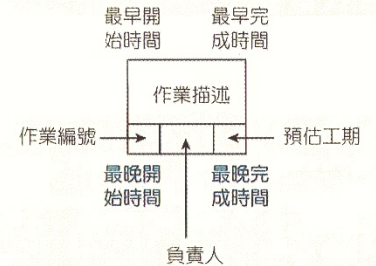 最早開 最早完
始時間 成時間
作業描述
作業編號 預估工期
最晚開 最晚完
始時間 成時間
負責人